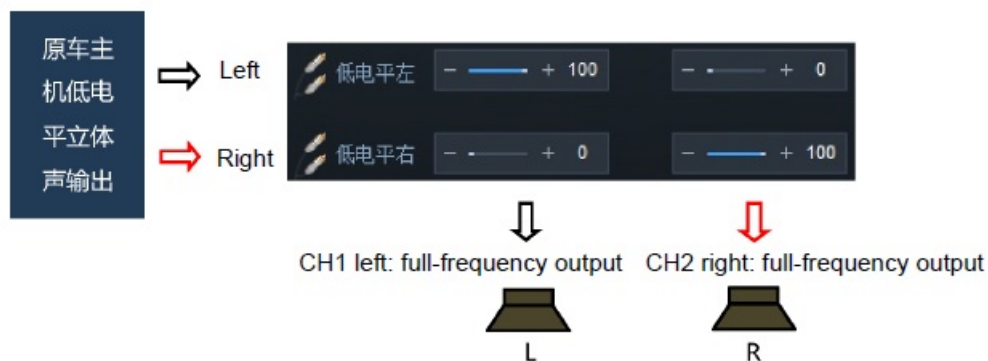 原车主
机低电
平立体
声输出
Left
低电平左 - + 100 - + 0
Right
低电平右 - + 0 - + 100
CH1 left: full-frequency output CH2 right: full-frequency output
L R